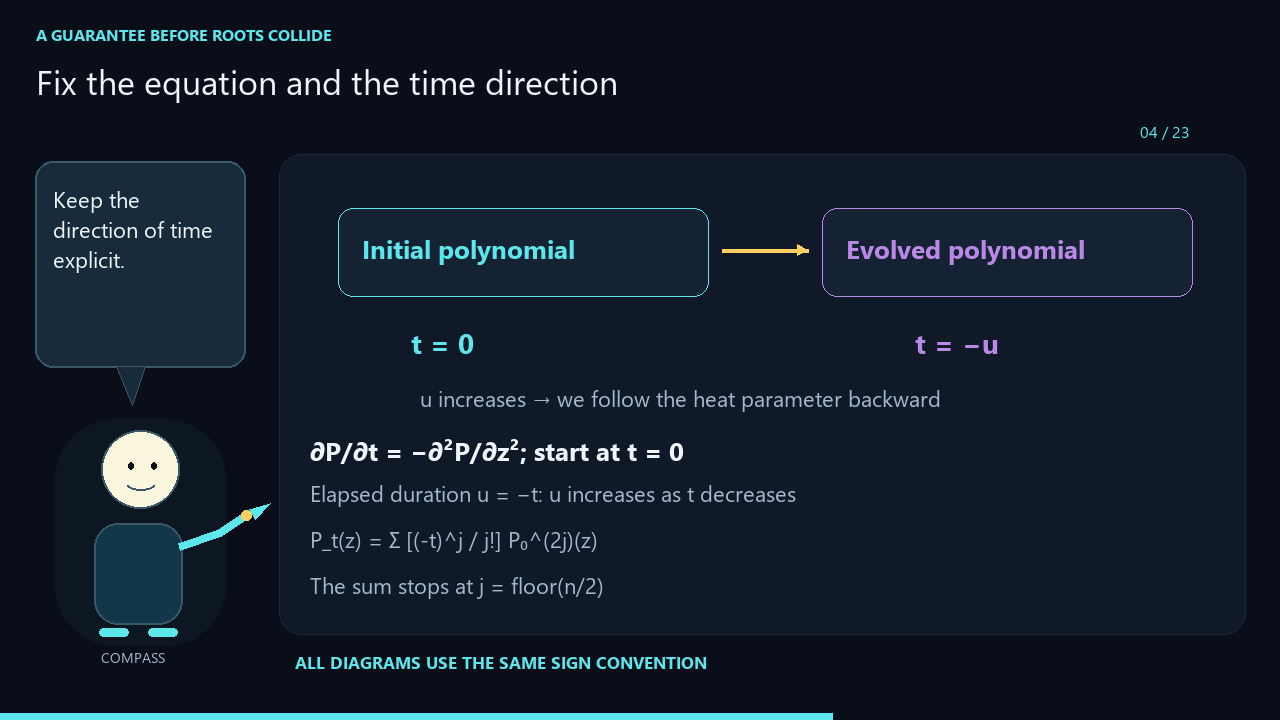 A GUARANTEE BEFORE ROOTS COLLIDE
Fix the equation and the time direction
04 / 23
Keep the
direction of time
explicit.
Initial polynomial
Evolved polynomial
t = 0
t = −u
u increases → we follow the heat parameter backward
∂P/∂t = −∂²P/∂z²; start at t = 0
Elapsed duration u = −t: u increases as t decreases
P_t(z) = Σ [(-t)^j / j!] P₀^(2j)(z)
The sum stops at j = floor(n/2)
COMPASS
ALL DIAGRAMS USE THE SAME SIGN CONVENTION